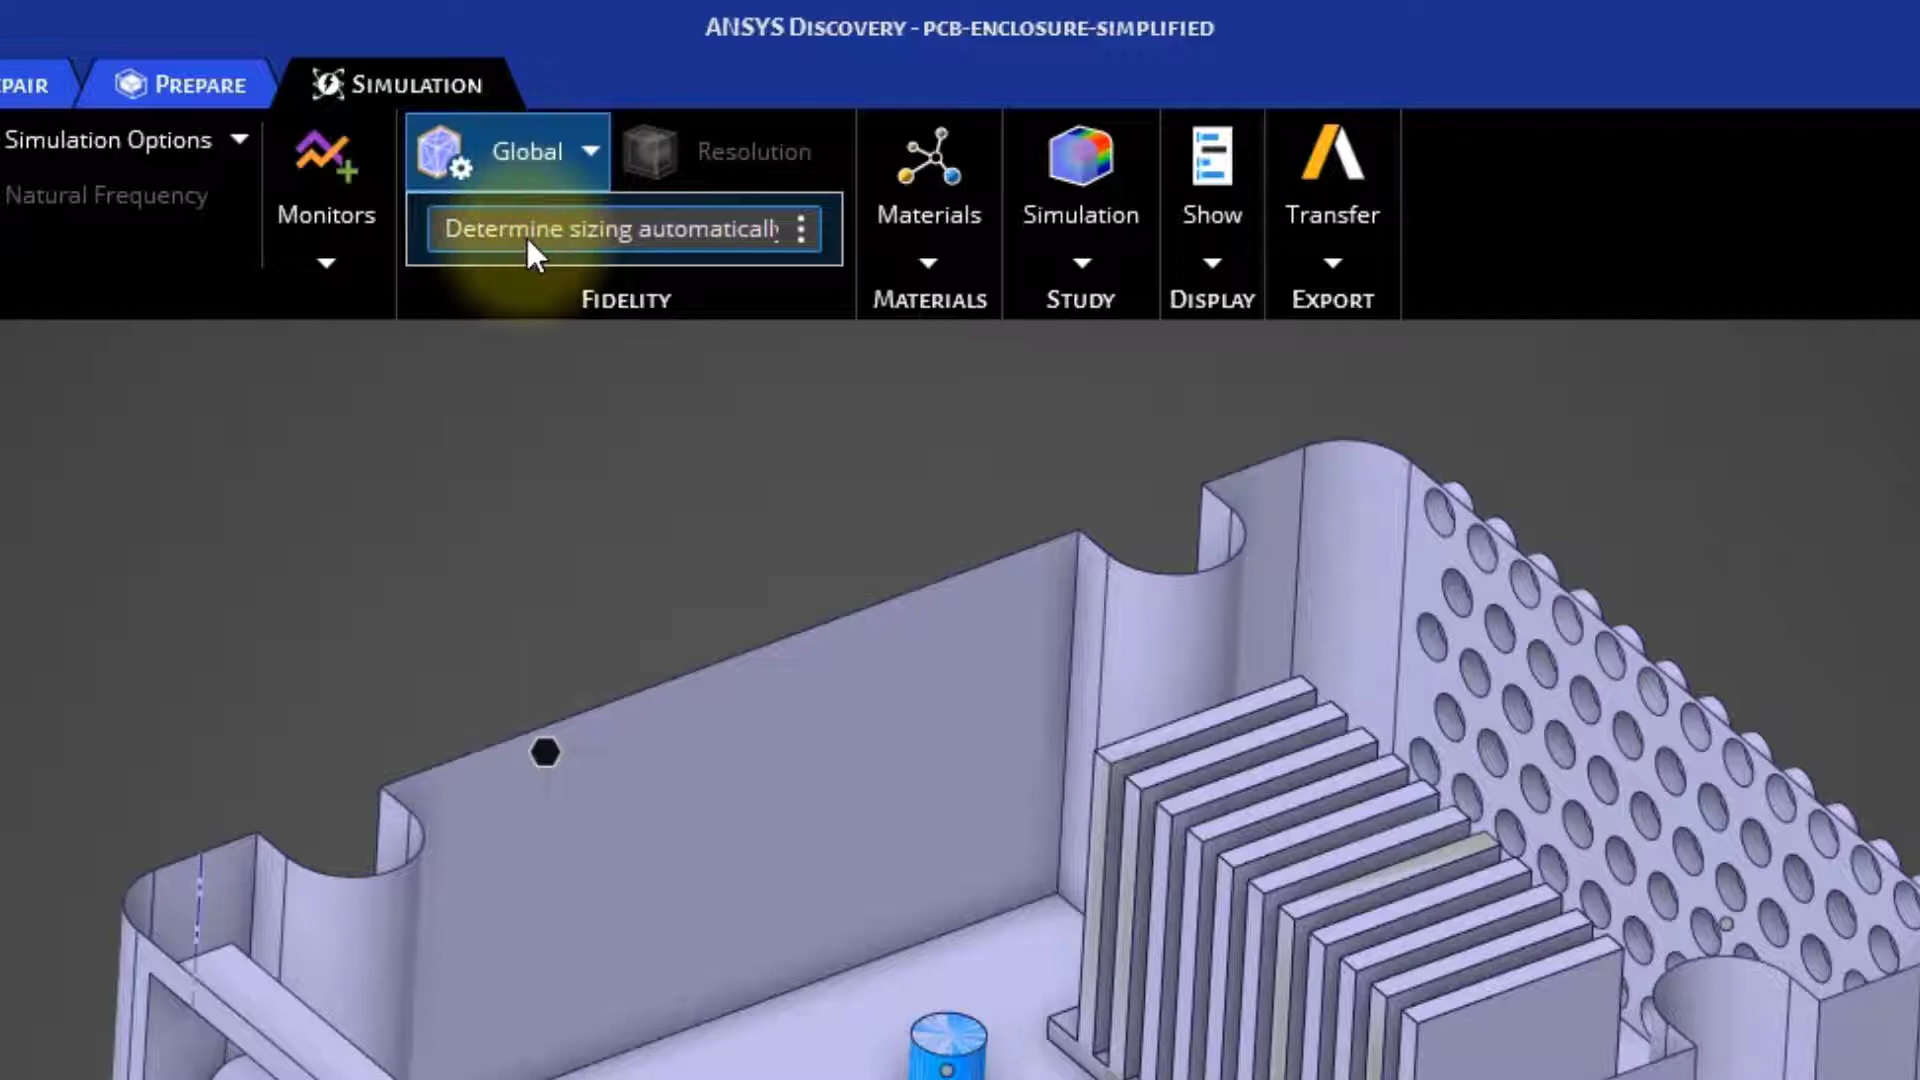 ANSYS DISCOVERY - PCB-ENCLOSURE-SIMPLIFIED
PAIR
PREPARE
SIMULATION
Simulation Options
Natural Frequency
Monitors
Global
Resolution
Determine sizing automatically
FIDELITY
Materials
MATERIALS
Simulation
STUDY
Show
DISPLAY
Transfer
EXPORT